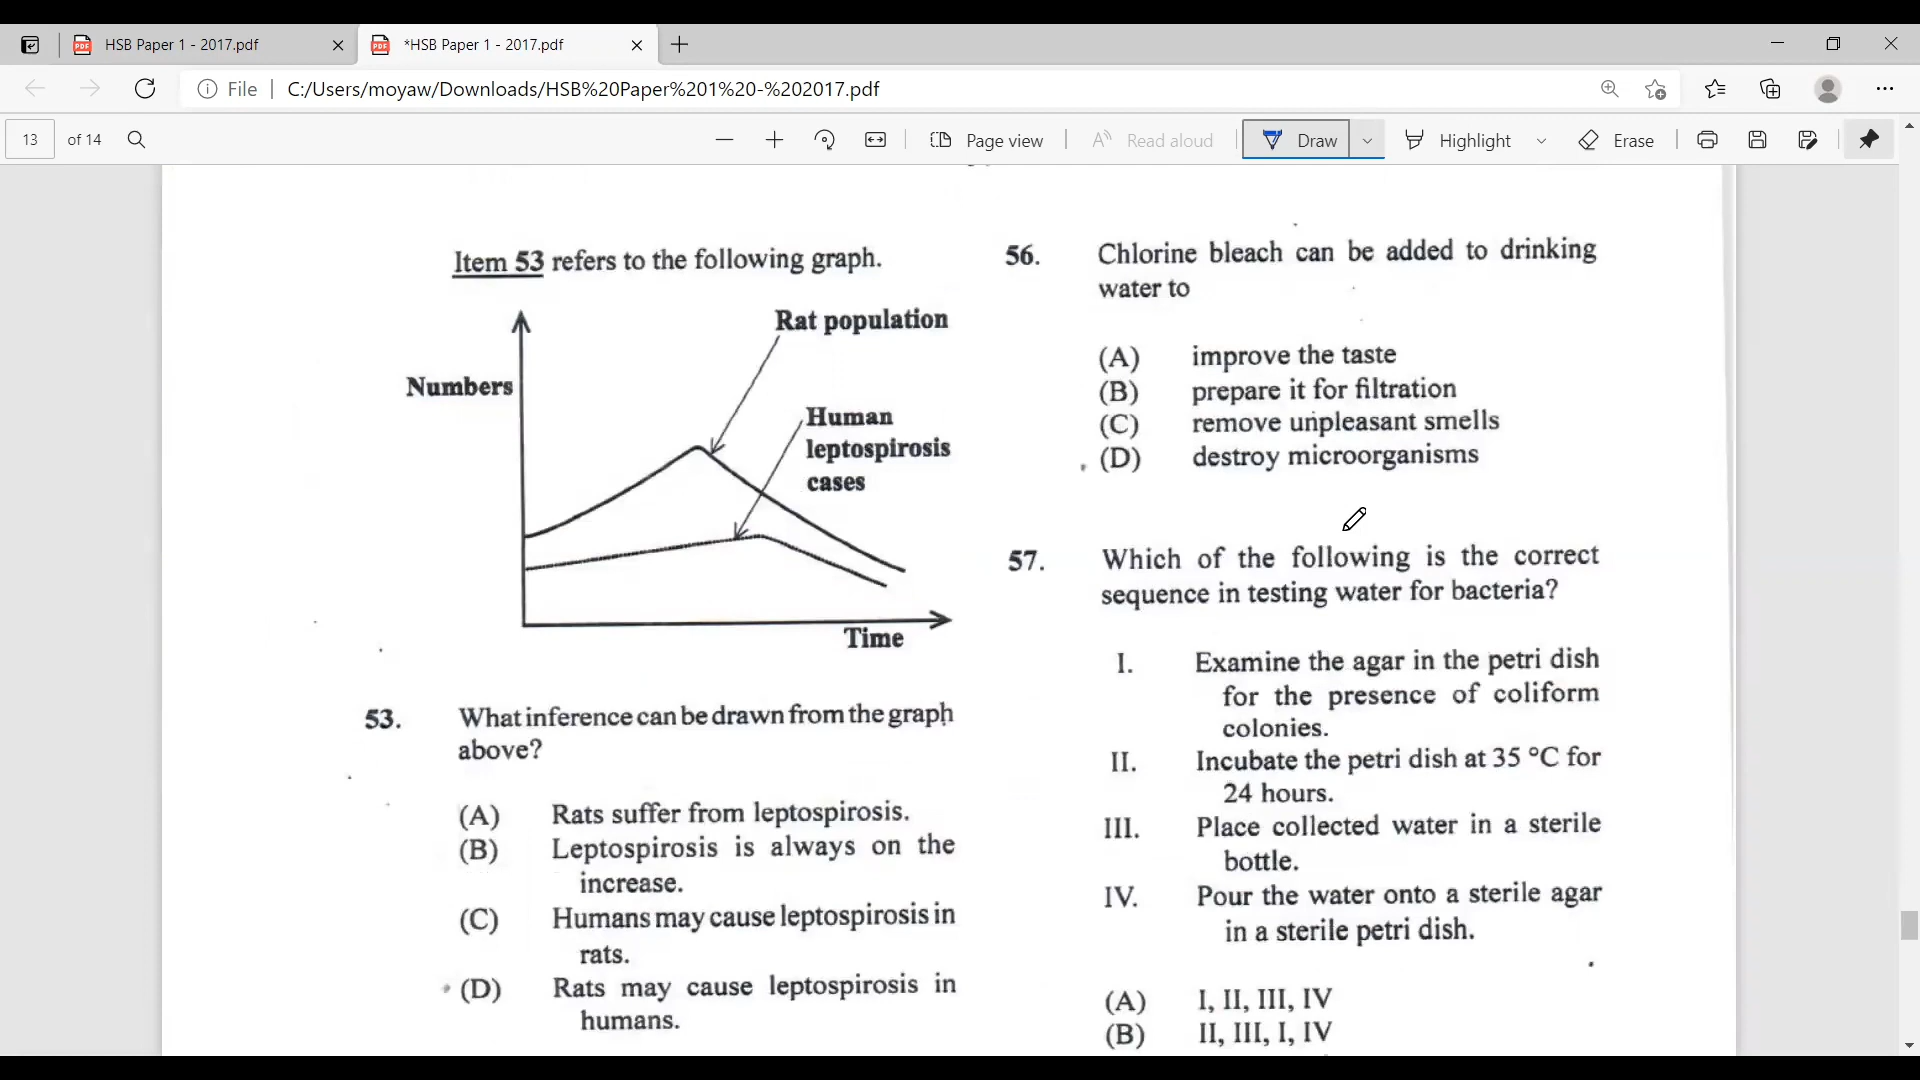 HSB Paper 1 - 2017.pdf
*HSB Paper 1 - 2017.pdf
File
C:/Users/moyaw/Downloads/HSB%20Paper%201%20-%202017.pdf
13 of 14
Page view
Read aloud
Draw
Highlight
Erase
Item 53 refers to the following graph.
Rat population
Numbers
Human
leptospirosis
cases
Time
53. What inference can be drawn from the graph
above?
(A) Rats suffer from leptospirosis.
(B) Leptospirosis is always on the
increase.
(C) Humans may cause leptospirosis in
rats.
(D) Rats may cause leptospirosis in
humans.
56. Chlorine bleach can be added to drinking
water to
(A) improve the taste
(B) prepare it for filtration
(C) remove unpleasant smells
(D) destroy microorganisms
57. Which of the following is the correct
sequence in testing water for bacteria?
I. Examine the agar in the petri dish
for the presence of coliform
colonies.
II. Incubate the petri dish at 35 °C for
24 hours.
III. Place collected water in a sterile
bottle.
IV. Pour the water onto a sterile agar
in a sterile petri dish.
(A) I, II, III, IV
(B) II, III, I, IV